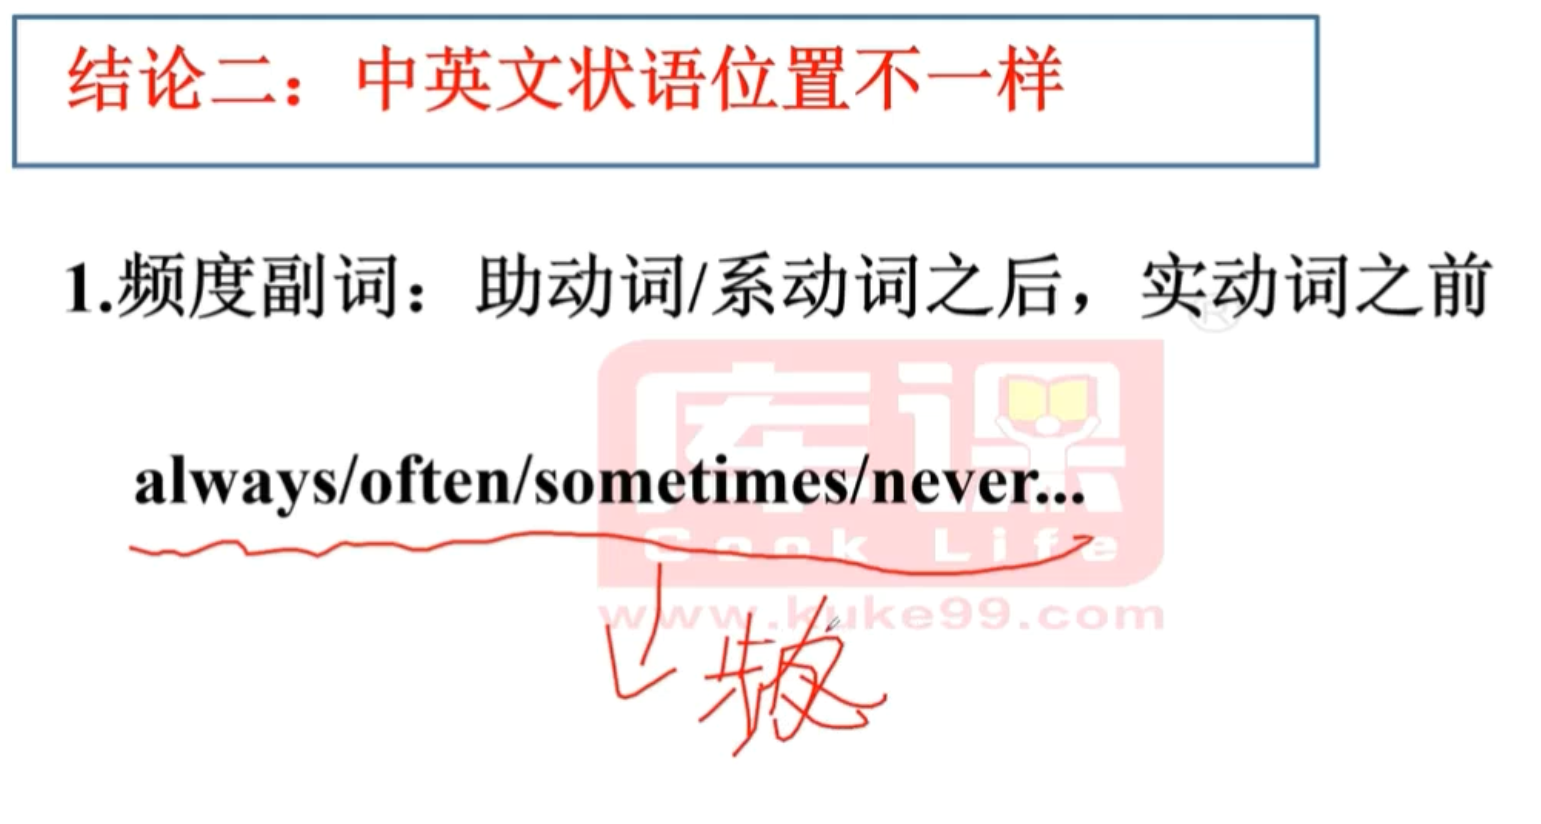 结论二：中英文状语位置不一样
1.频度副词：助动词/系动词之后，实动词之前
®
库课
always/often/sometimes/never...
Cook Life
www.kuke99.com
频